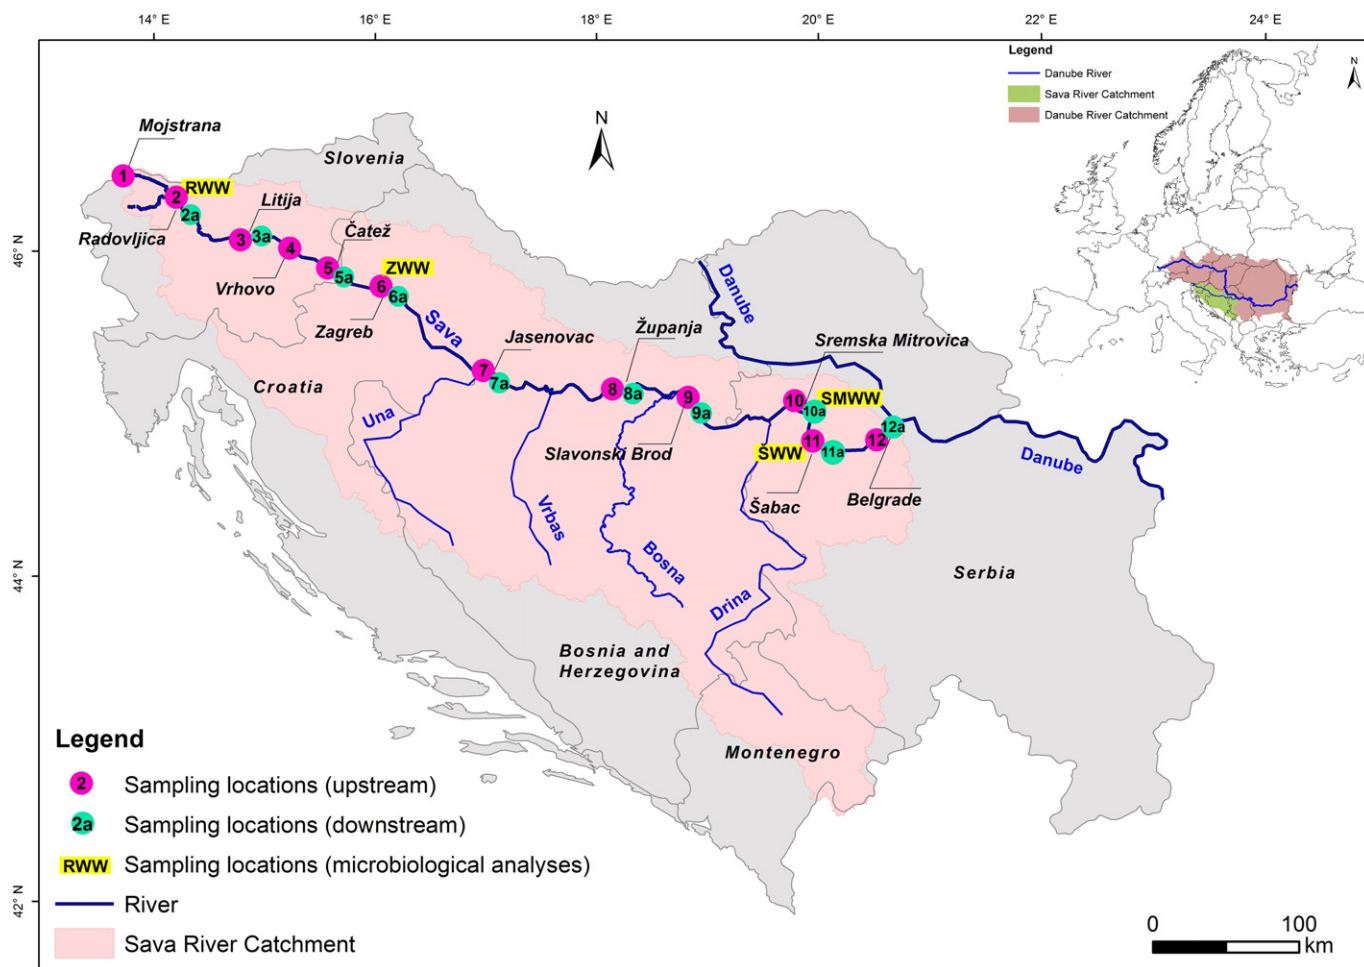 14° E
16° E
18° E
20° E
22° E
24° E
Legend
N
Danube River
Sava River Catchment
Danube River Catchment
Mojstrana
N
Slovenia
1
RWW
2
Litija
2a
Radovljica
Čatež
3
3a
46° N
4
ZWW
Vrhovo
5
5a
6
6a
Danube
Zagreb
Sava
Županja
Sremska Mitrovica
Jasenovac
7
7a
Croatia
8
8a
9
9a
10
10a
SMWW
12a
Una
11
12
Slavonski Brod
ŠWW
11a
Danube
Šabac
Belgrade
Vrbas
Bosna
44° N
Serbia
Drina
Bosnia and
Herzegovina
Montenegro
Legend
2
Sampling locations (upstream)
2a
Sampling locations (downstream)
RWW
Sampling locations (microbiological analyses)
42° N
River
Sava River Catchment
0
100
km